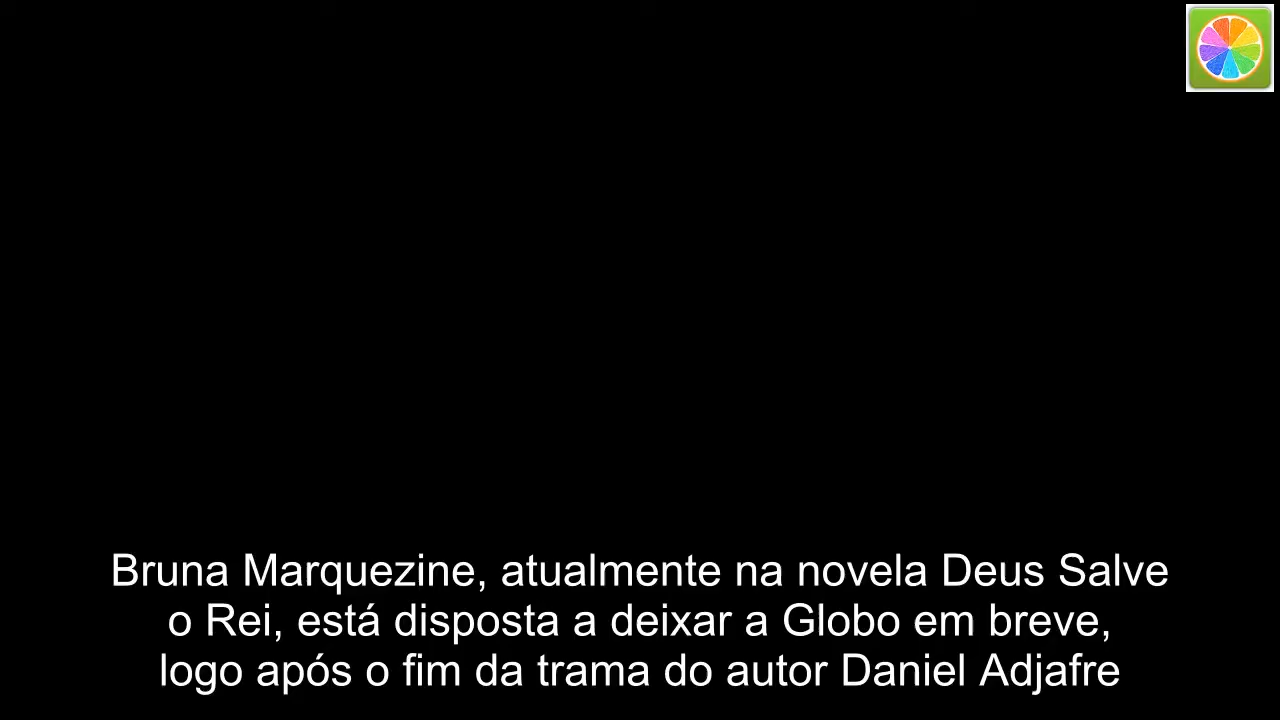 Bruna Marquezine, atualmente na novela Deus Salve
o Rei, está disposta a deixar a Globo em breve,
logo após o fim da trama do autor Daniel Adjafre